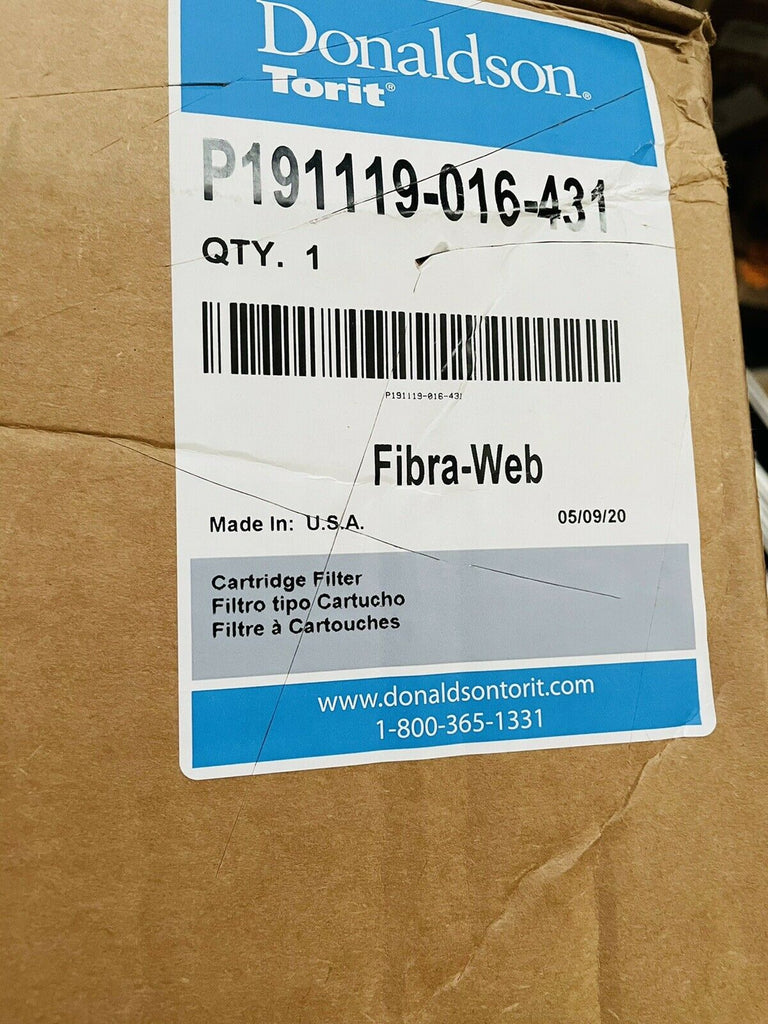 Donaldson®
Torit®
P191119-016-431
QTY. 1
P191119-016-431
Fibra-Web
Made In: U.S.A. 05/09/20
Cartridge Filter
Filtro tipo Cartucho
Filtre à Cartouches
www.donaldsontorit.com
1-800-365-1331